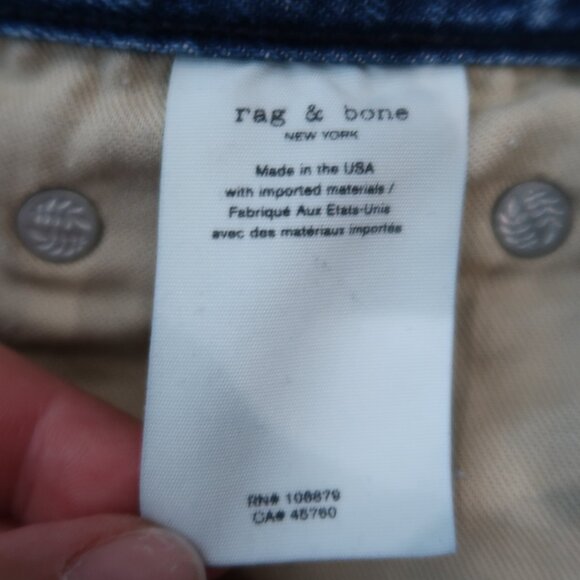 rag & bone
NEW YORK
Made in the USA
with imported materials /
Fabriqué Aux Etats-Unis
avec des matériaux importés
RN# 108879
CA# 45760